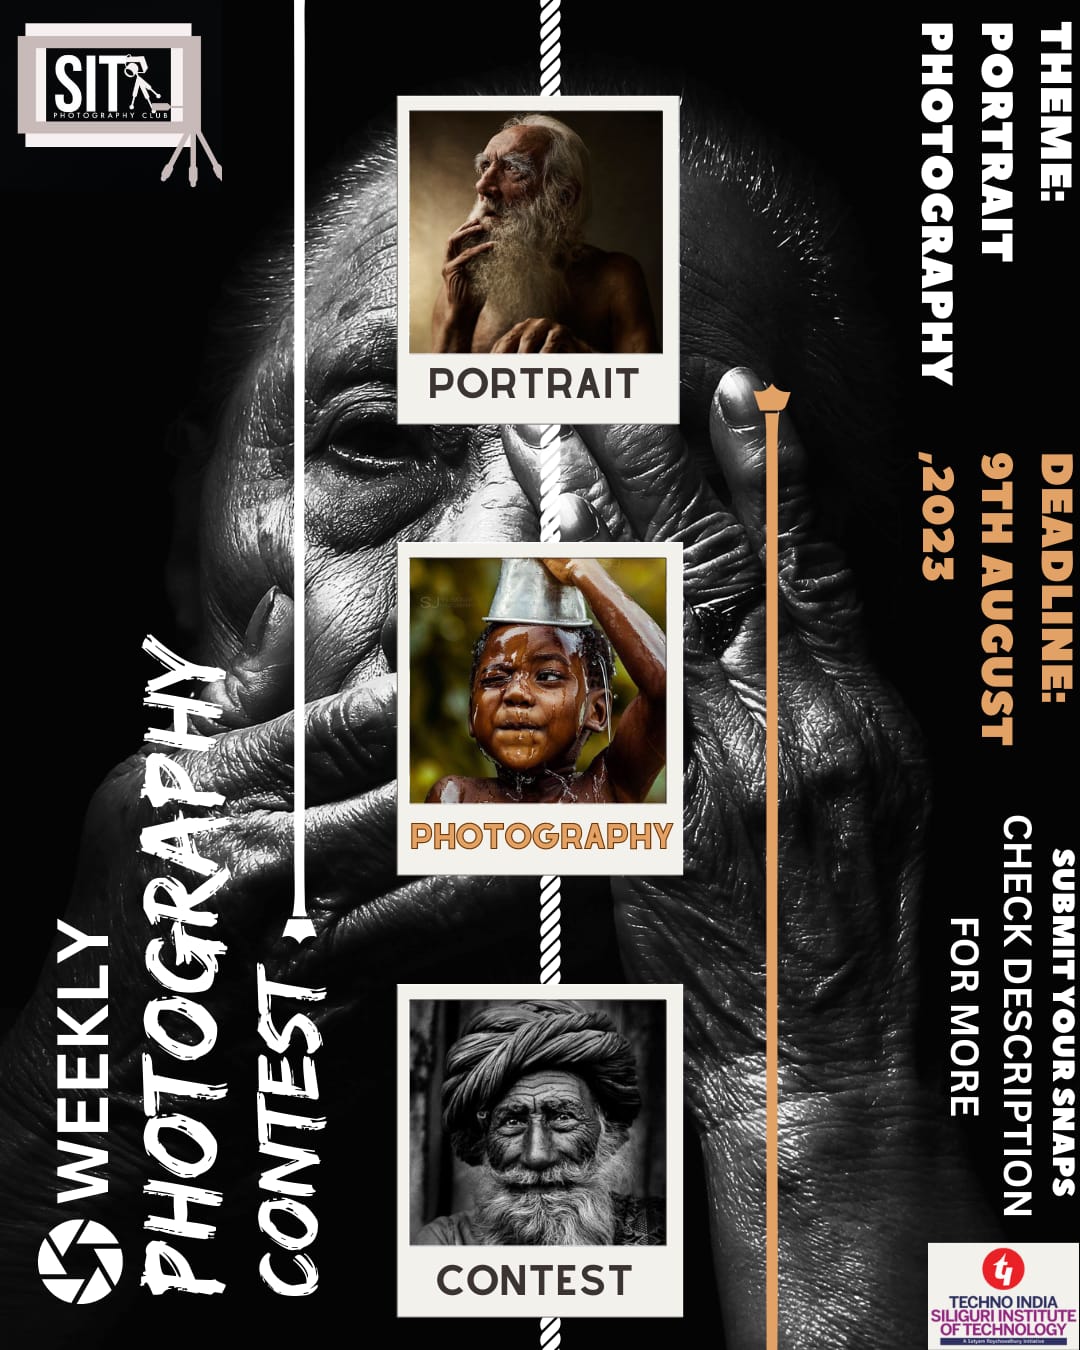 SIT
PHOTOGRAPHY CLUB
WEEKLY
PHOTOGRAPHY
CONTEST
PORTRAIT
PHOTOGRAPHY
CONTEST
THEME:
PORTRAIT
PHOTOGRAPHY
DEADLINE:
9TH AUGUST
,2023
SUBMIT YOUR SNAPS
CHECK DESCRIPTION
FOR MORE
TECHNO INDIA
SILIGURI INSTITUTE
OF TECHNOLOGY
A Satyam Roychowdhury Initiative